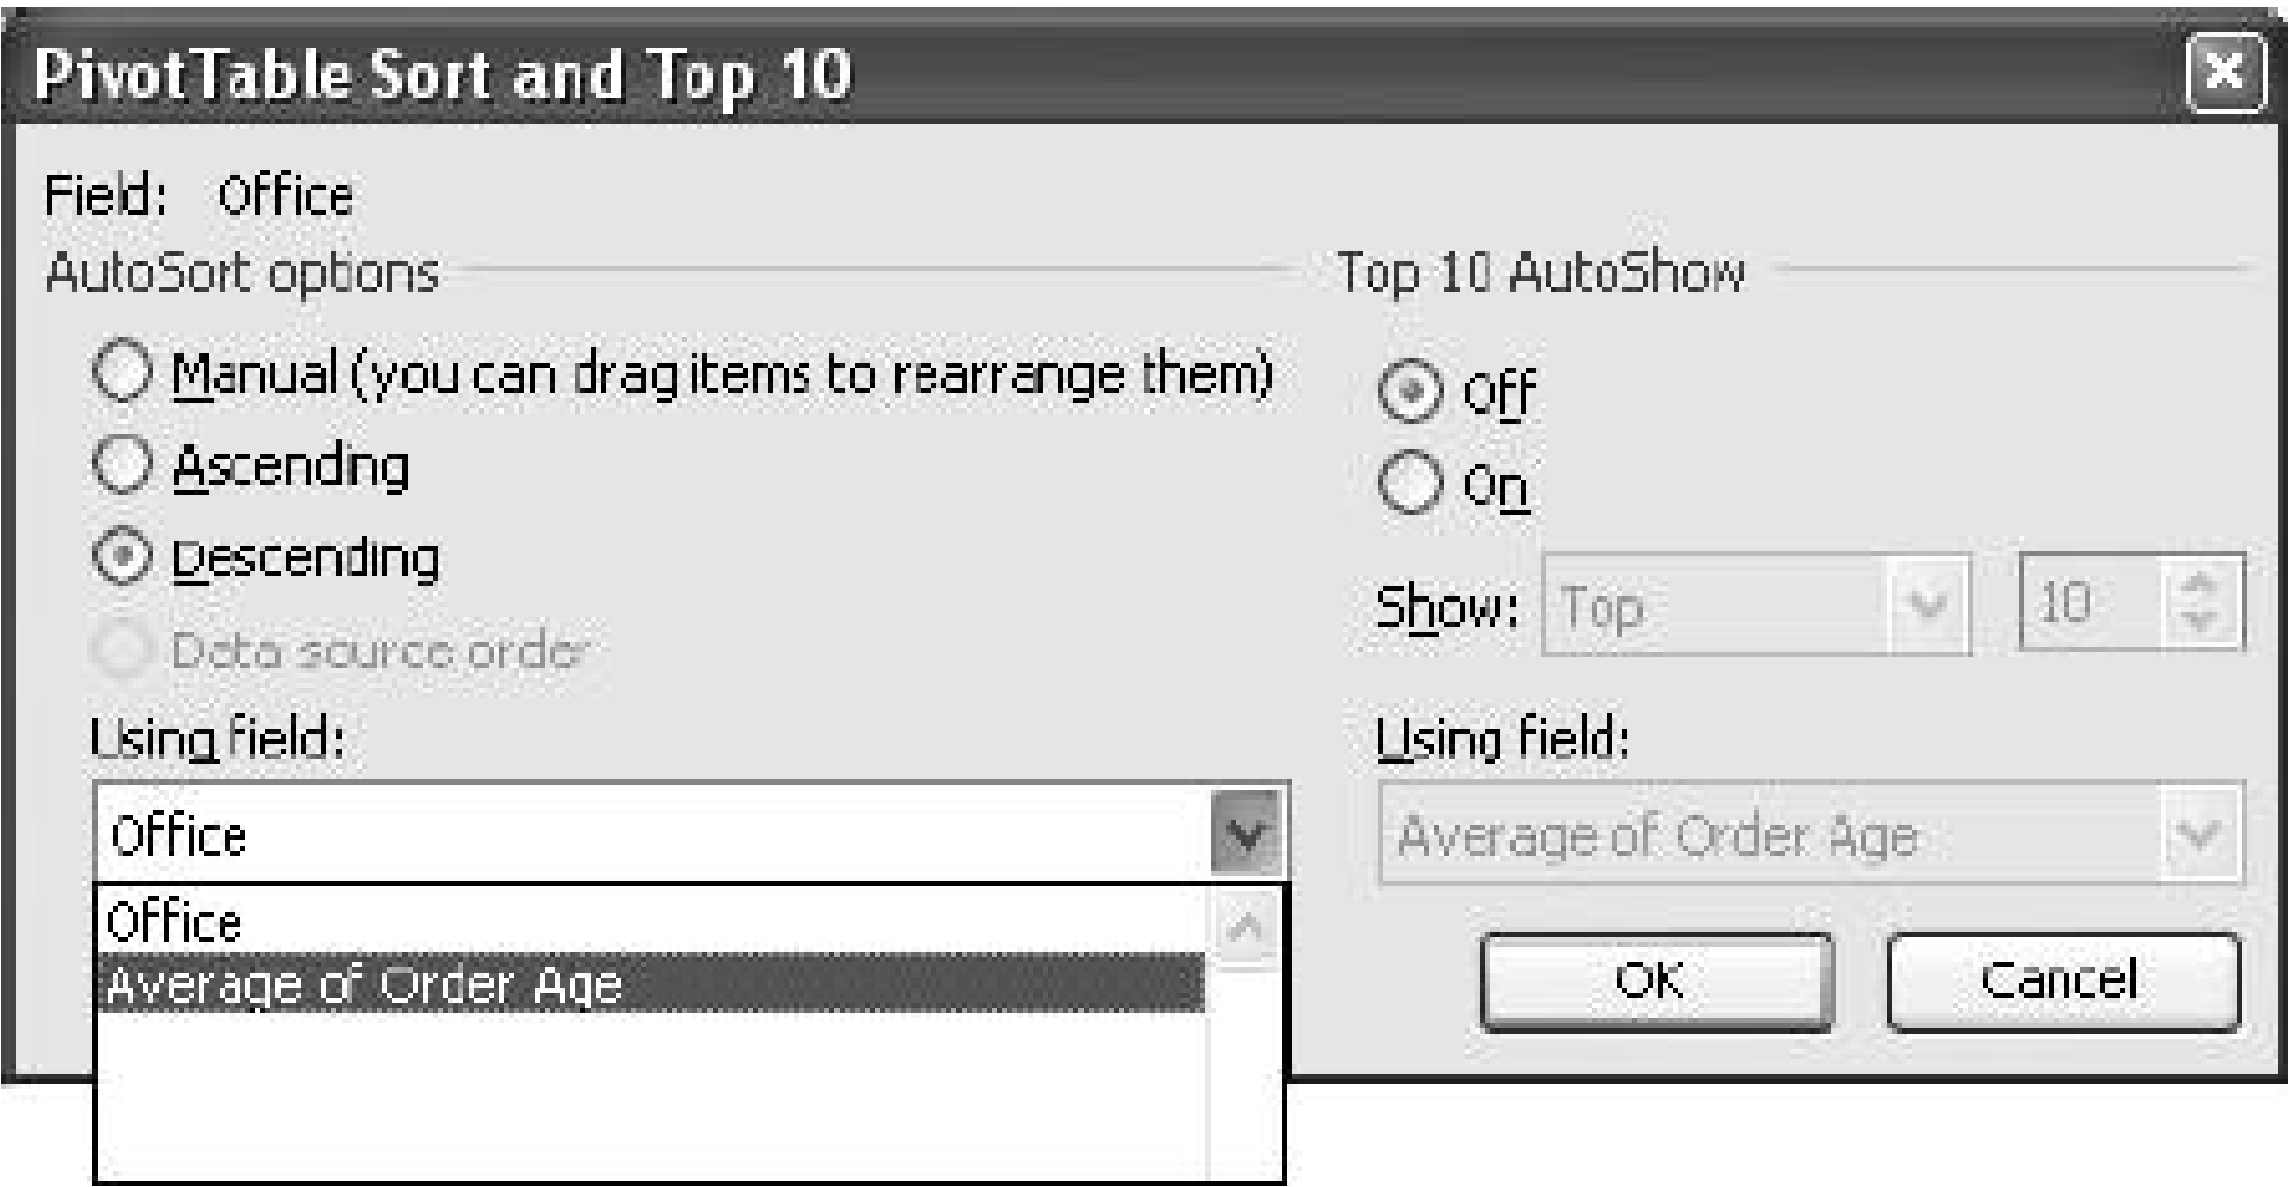 PivotTable Sort and Top 10
Field: Office
AutoSort options
Manual (you can drag items to rearrange them)
Ascending
Descending
Data source order
Using field:
Office
Office
Average of Order Age
Top 10 AutoShow
Off
On
Show: Top 10
Using field:
Average of Order Age
OK Cancel